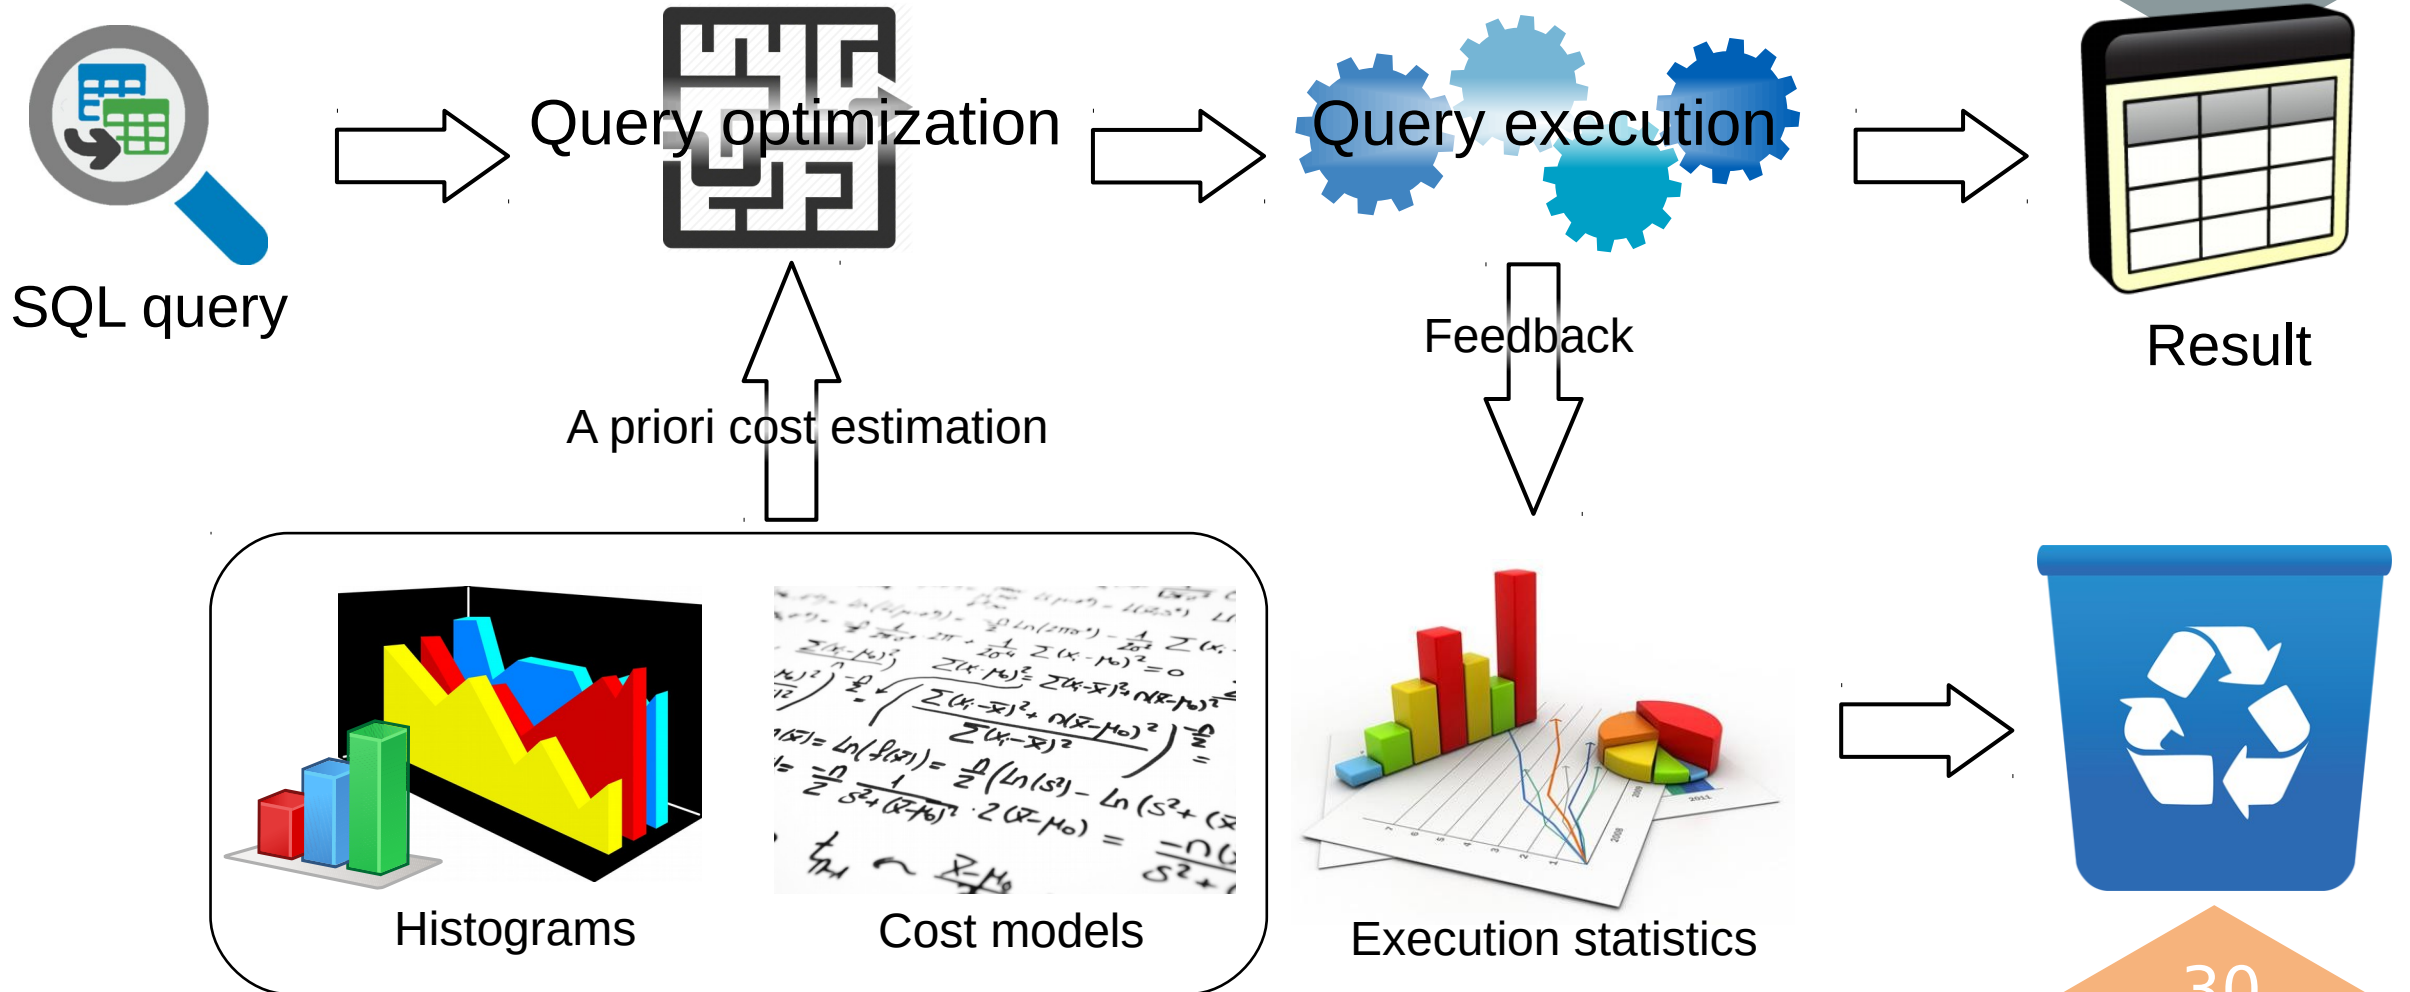 Query optimization
Query execution
SQL query
Feedback
Result
A priori cost estimation
Histograms
Cost models
Execution statistics
30